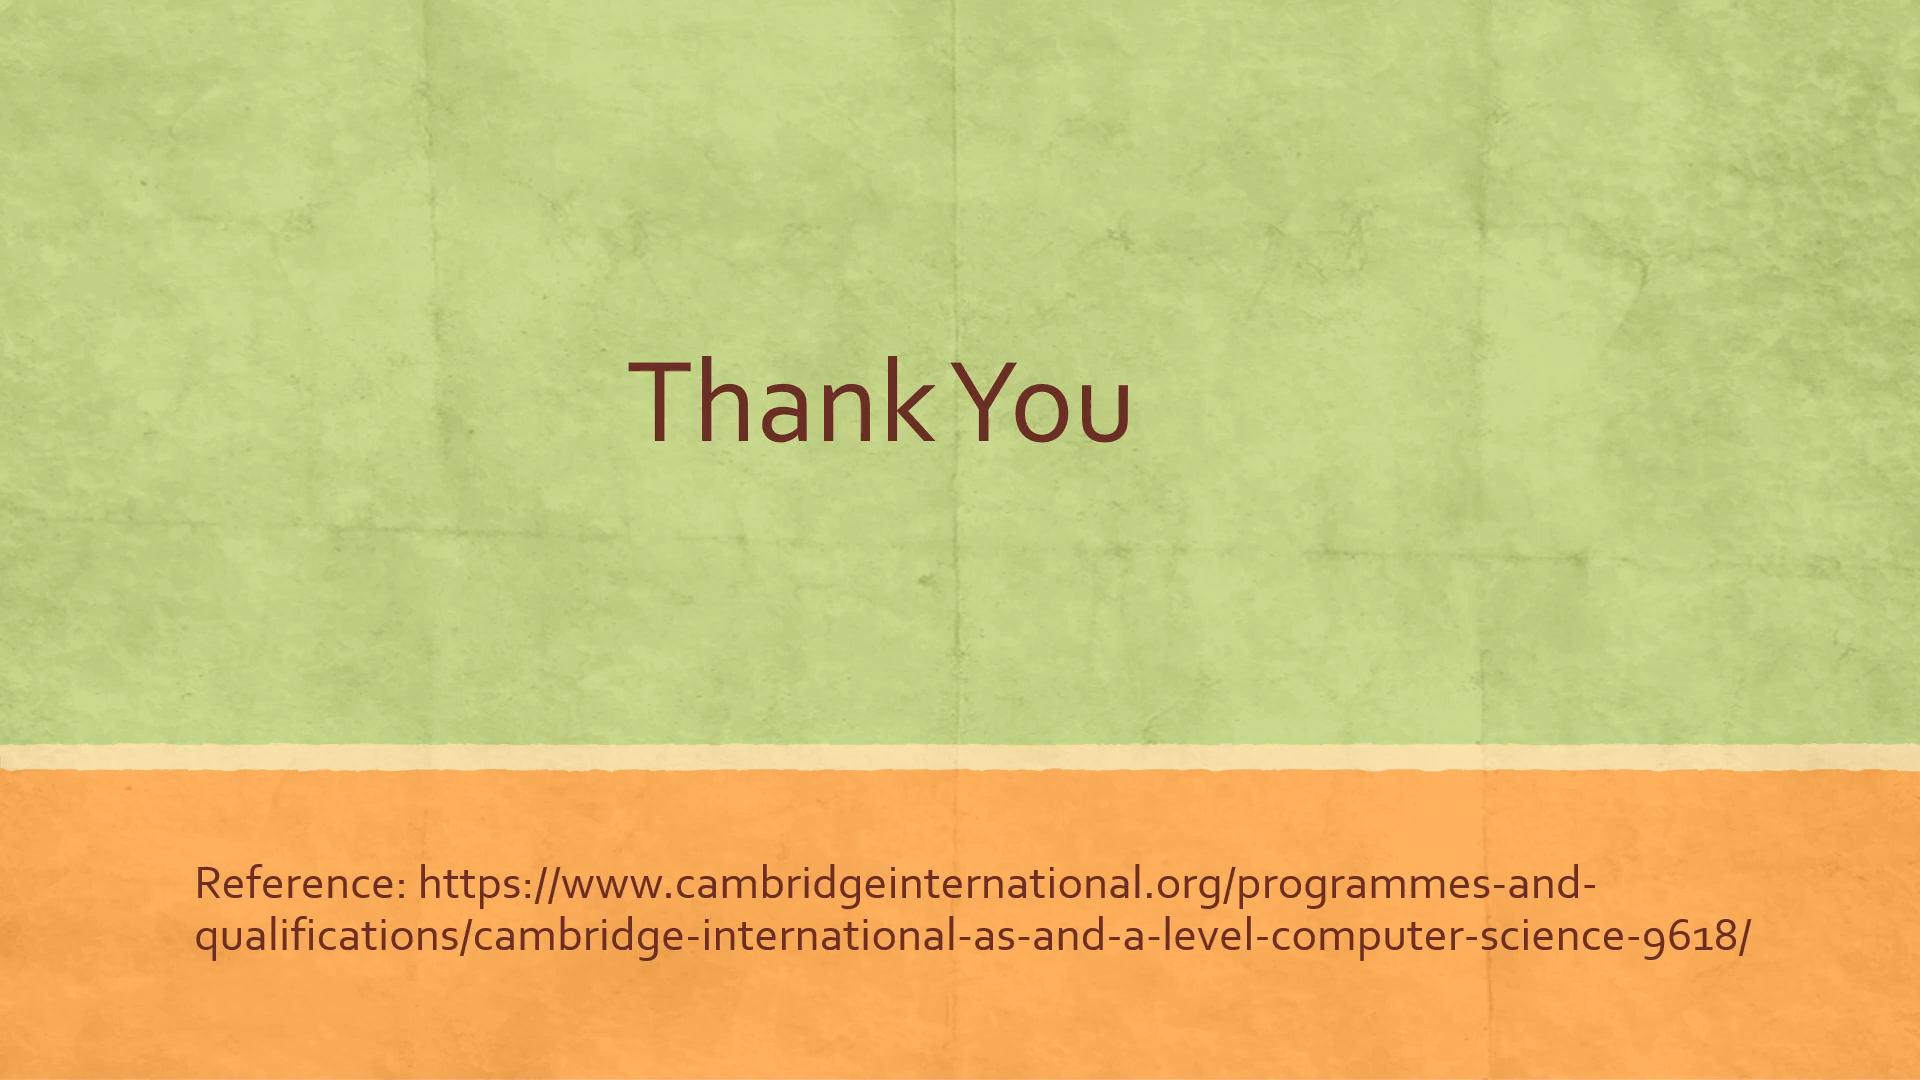 Thank You
Reference: https://www.cambridgeinternational.org/programmes-and-
qualifications/cambridge-international-as-and-a-level-computer-science-9618/